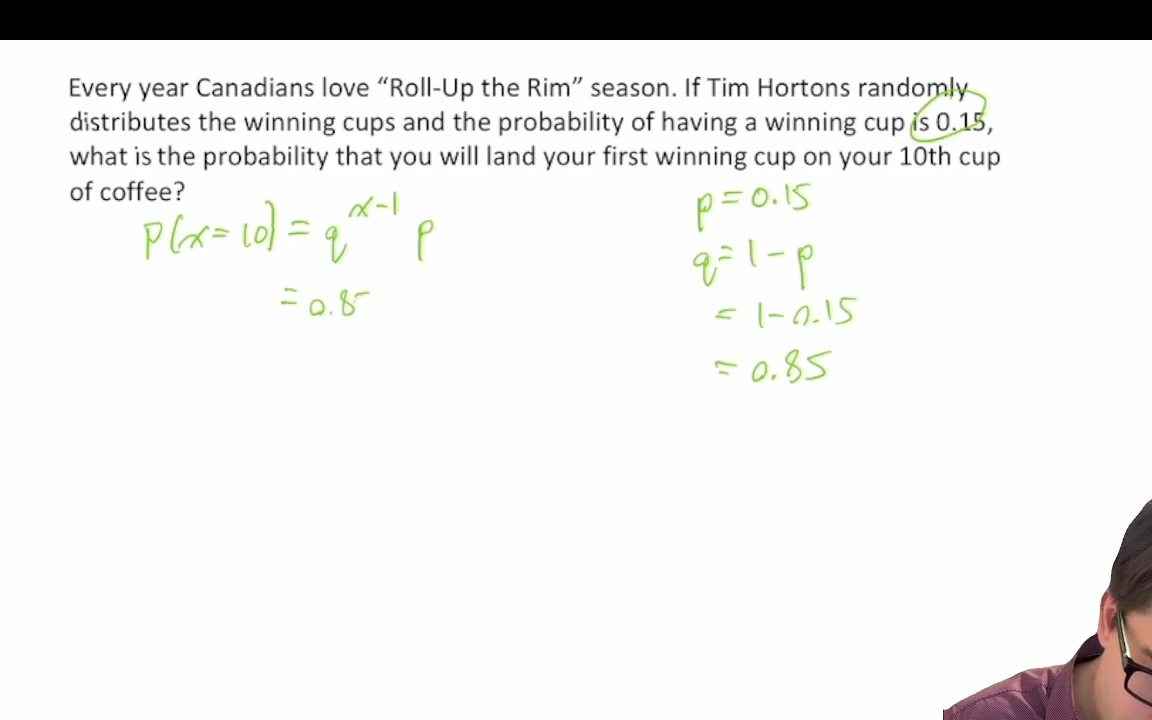 Every year Canadians love “Roll-Up the Rim” season. If Tim Hortons randomly
distributes the winning cups and the probability of having a winning cup is 0.15,
what is the probability that you will land your first winning cup on your 10th cup
of coffee?
P(x=10) = q^{x-1} p
= 0.85
p = 0.15
q = 1 - p
= 1 - 0.15
= 0.85